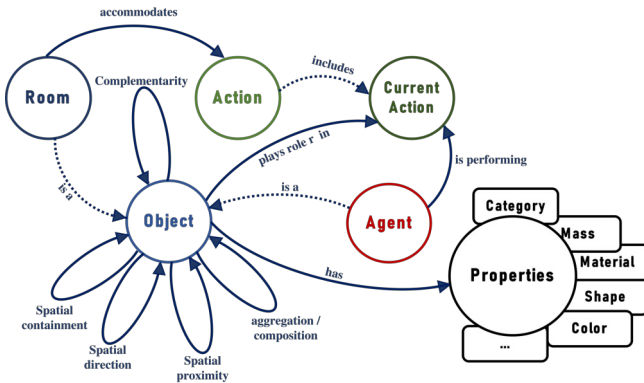 accommodates
Room
Complementarity
Action
includes
Current
Action
plays role r in
is performing
is a
is a
Object
Agent
Category
Mass
Material
Properties
Shape
Color
...
has
Spatial
containment
Spatial
direction
Spatial
proximity
aggregation /
composition